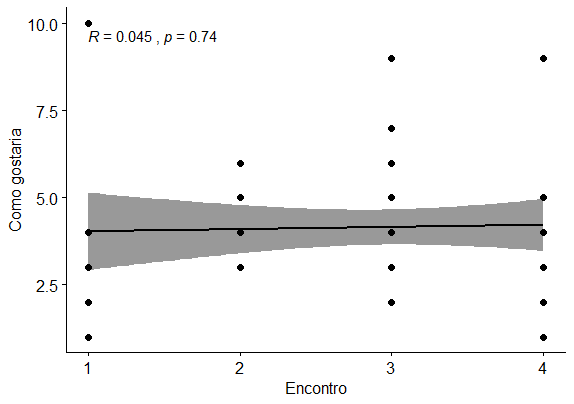 10.0
R = 0.045 , p = 0.74
7.5
5.0
2.5
Como gostaria
1 2 3 4
Encontro